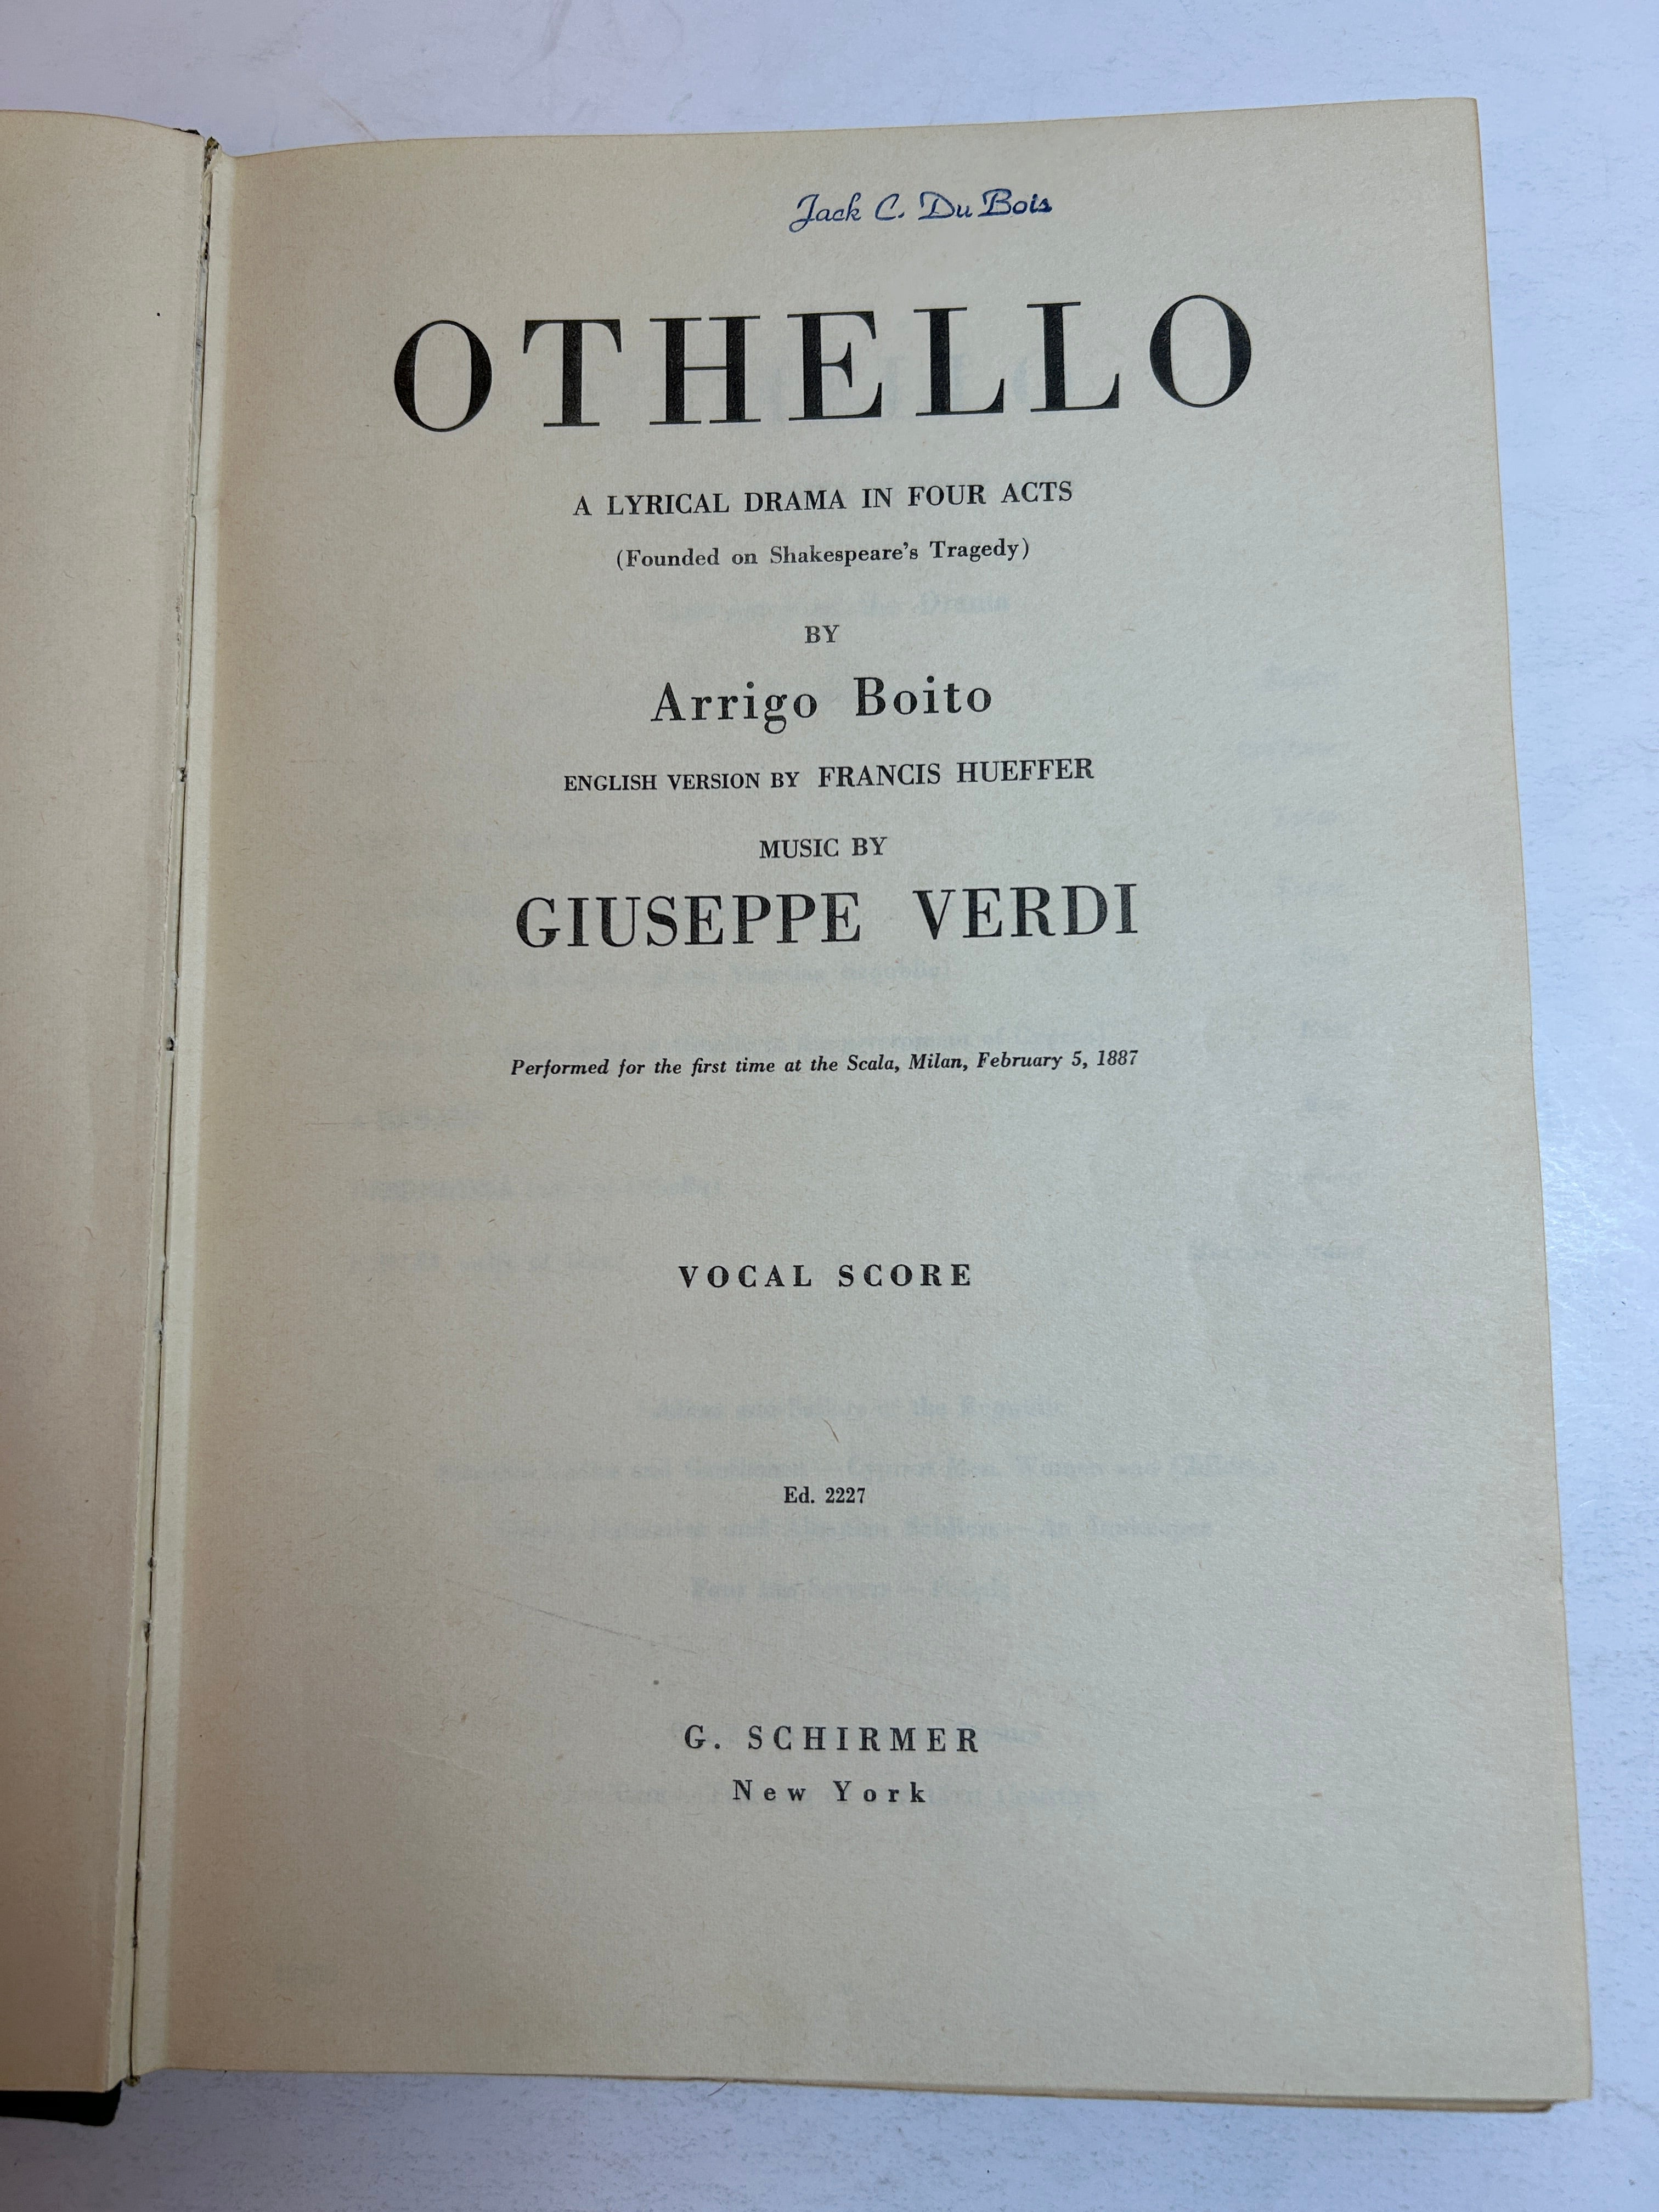 Jack C. Du Bois
OTHELLO
A LYRICAL DRAMA IN FOUR ACTS
(Founded on Shakespeare's Tragedy)
BY
Arrigo Boito
ENGLISH VERSION BY FRANCIS HUEFFER
MUSIC BY
GIUSEPPE VERDI
Performed for the first time at the Scala, Milan, February 5, 1887
VOCAL SCORE
Ed. 2227
G. SCHIRMER
New York